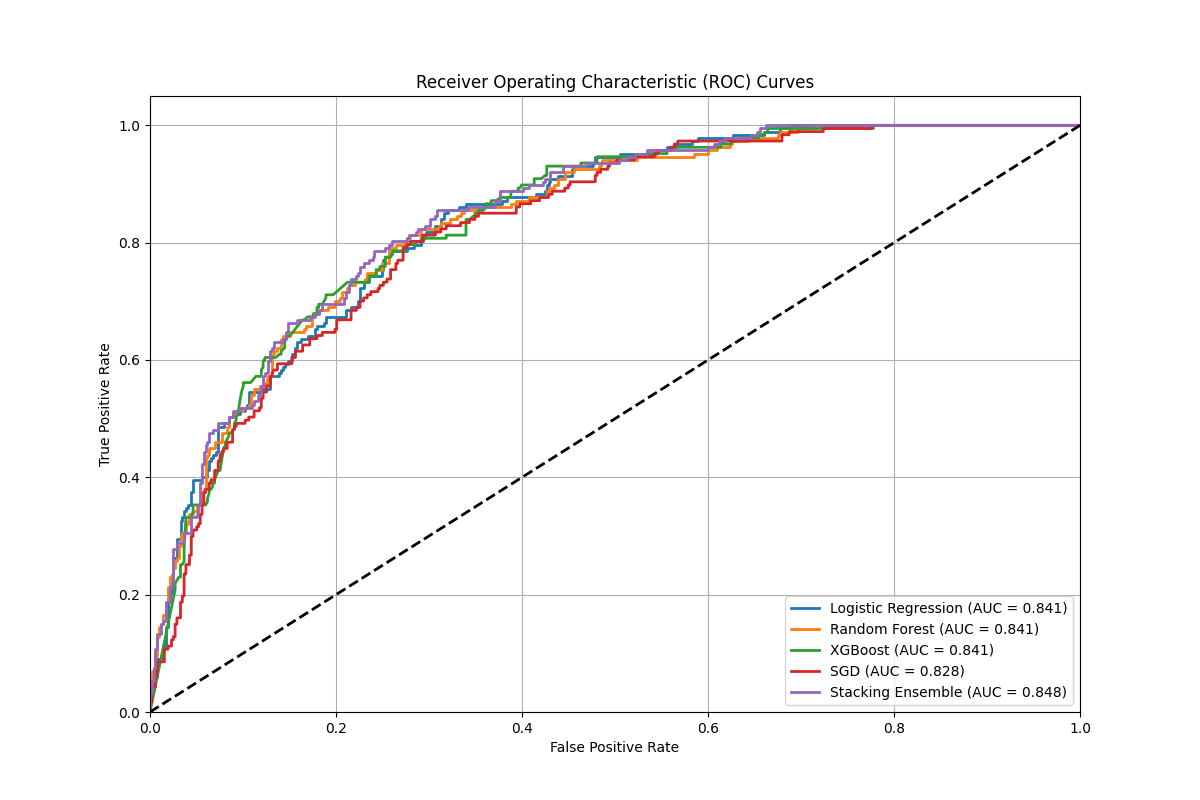 Receiver Operating Characteristic (ROC) Curves
1.0
0.8
0.6
0.4
0.2
0.0
True Positive Rate
0.0 0.2 0.4 0.6 0.8 1.0
False Positive Rate
Logistic Regression (AUC = 0.841)
Random Forest (AUC = 0.841)
XGBoost (AUC = 0.841)
SGD (AUC = 0.828)
Stacking Ensemble (AUC = 0.848)